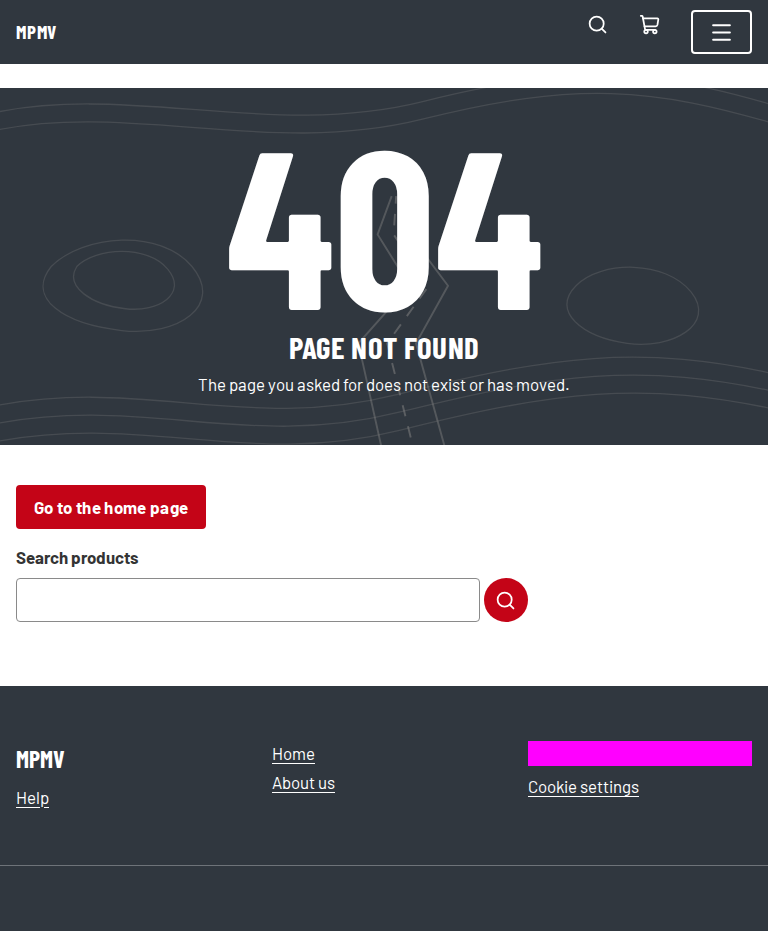 MPMV
404
PAGE NOT FOUND
The page you asked for does not exist or has moved.
Go to the home page
Search products
MPMV
Help
Home
About us
Cookie settings